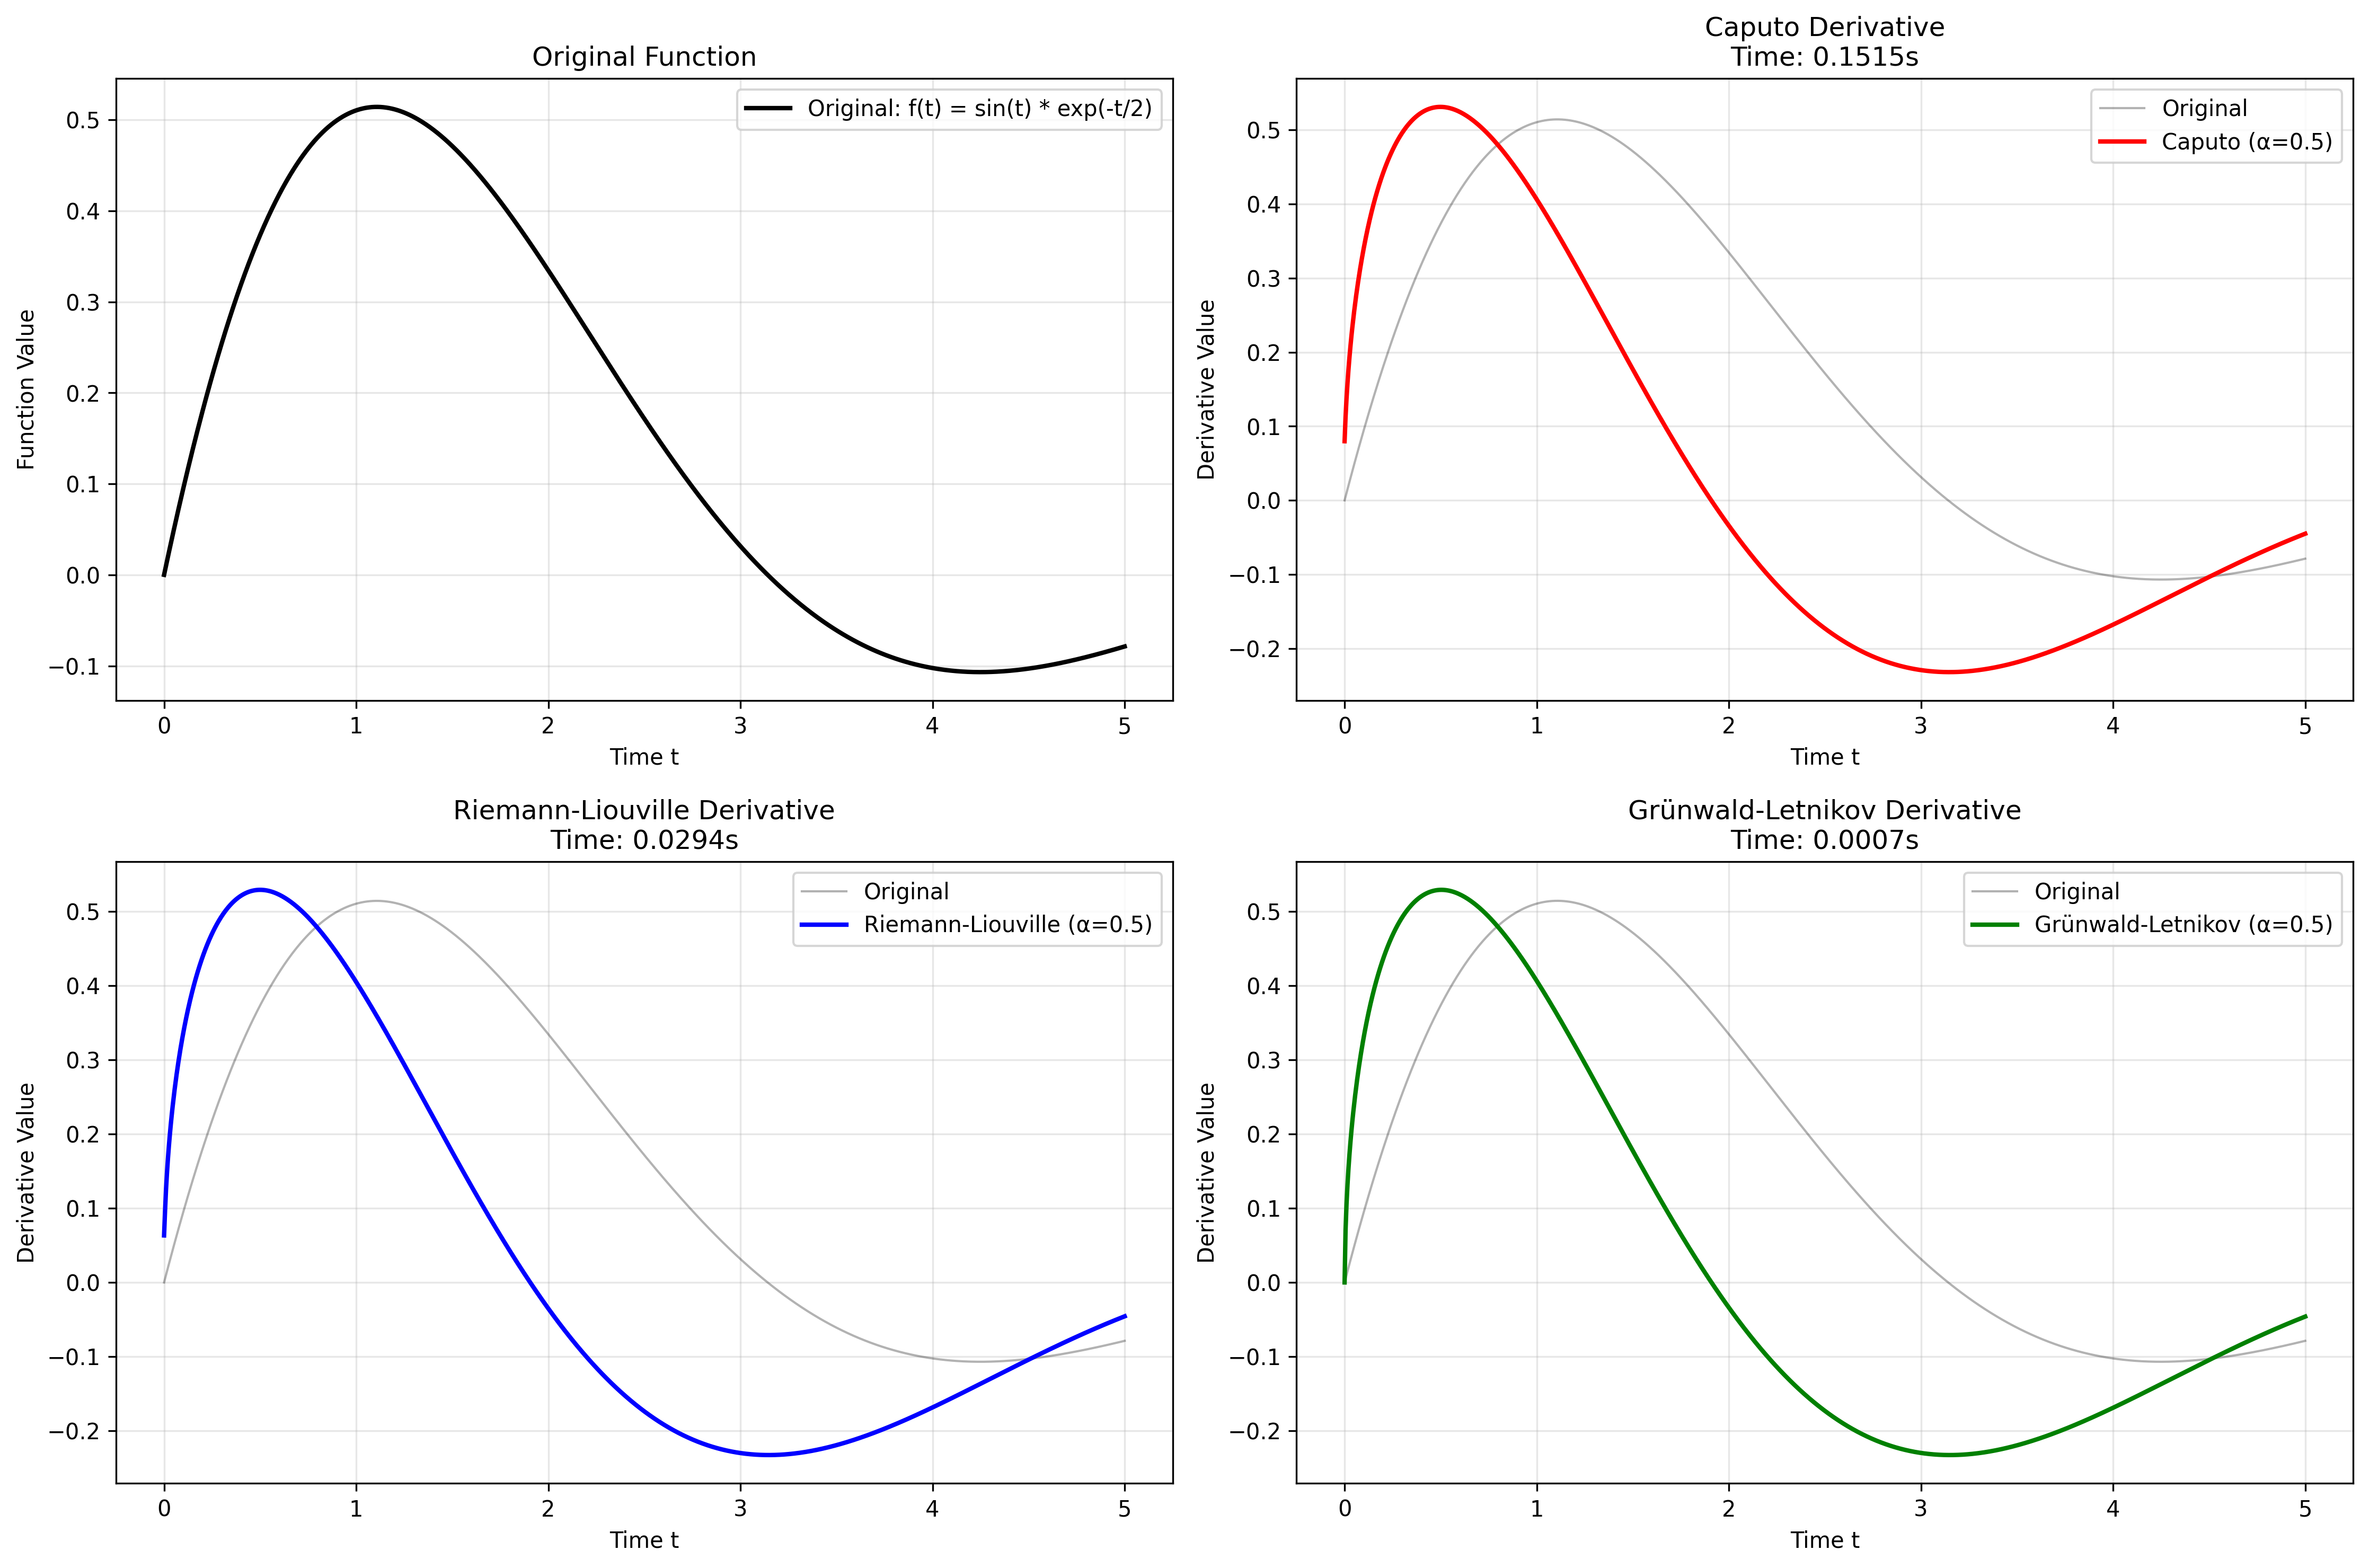 Original Function
Original: f(t) = sin(t) * exp(-t/2)
Function Value
0.5
0.4
0.3
0.2
0.1
0.0
−0.1
0 1 2 3 4 5
Time t
Caputo Derivative
Time: 0.1515s
Original
Caputo (α=0.5)
Derivative Value
0.5
0.4
0.3
0.2
0.1
0.0
−0.1
−0.2
0 1 2 3 4 5
Time t
Riemann-Liouville Derivative
Time: 0.0294s
Original
Riemann-Liouville (α=0.5)
Derivative Value
0.5
0.4
0.3
0.2
0.1
0.0
−0.1
−0.2
0 1 2 3 4 5
Time t
Grünwald-Letnikov Derivative
Time: 0.0007s
Original
Grünwald-Letnikov (α=0.5)
Derivative Value
0.5
0.4
0.3
0.2
0.1
0.0
−0.1
−0.2
0 1 2 3 4 5
Time t